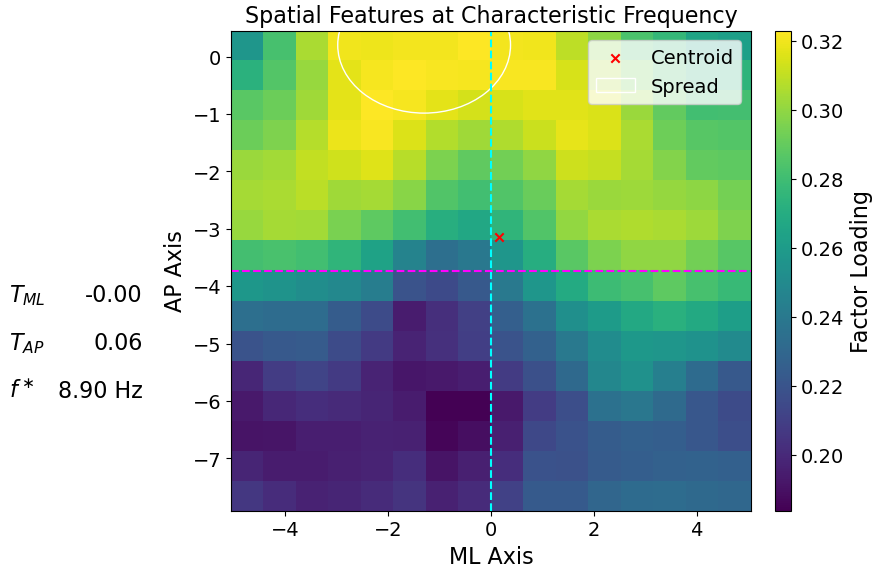 Spatial Features at Characteristic Frequency
Centroid
Spread
0
−1
−2
−3
−4
−5
−6
−7
AP Axis
−4
−2
0
2
4
ML Axis
0.32
0.30
0.28
0.26
0.24
0.22
0.20
Factor Loading
T_ML -0.00
T_AP 0.06
f* 8.90 Hz